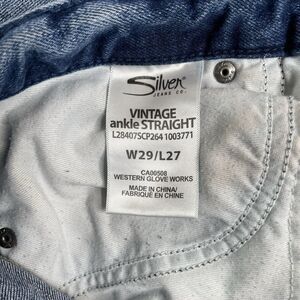 Silver
JEANS CO.
VINTAGE
ankle STRAIGHT
L28407SCP264 1003771
W29/L27
CA00508
WESTERN GLOVE WORKS
MADE IN CHINA/
FABRIQUÉ EN CHINE